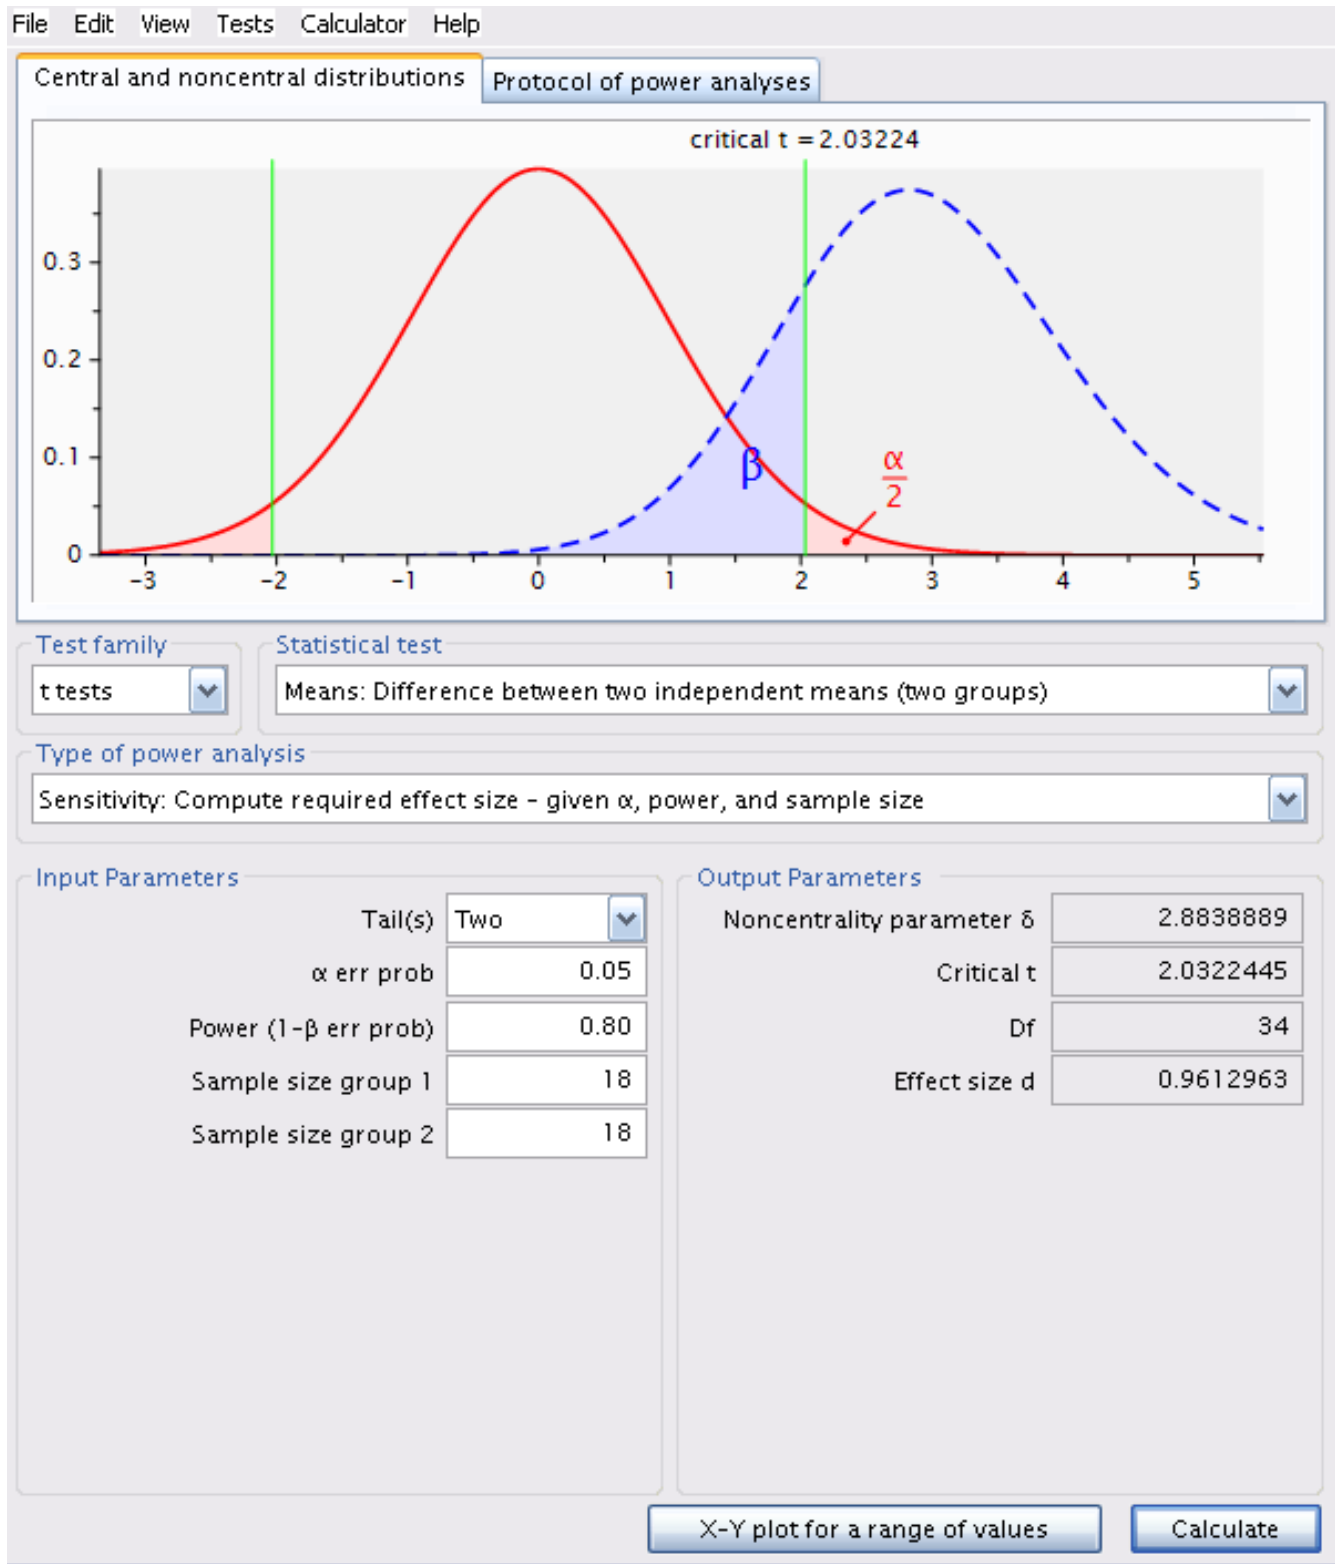 File Edit View Tests Calculator Help
Central and noncentral distributions Protocol of power analyses
critical t = 2.03224
0.3
0.2
0.1
0
β
α
2
-3 -2 -1 0 1 2 3 4 5
Test family Statistical test
t tests Means: Difference between two independent means (two groups)
Type of power analysis
Sensitivity: Compute required effect size – given α, power, and sample size
Input Parameters
Tail(s) Two
α err prob 0.05
Power (1-β err prob) 0.80
Sample size group 1 18
Sample size group 2 18
Output Parameters
Noncentrality parameter δ 2.8838889
Critical t 2.0322445
Df 34
Effect size d 0.9612963
X-Y plot for a range of values Calculate